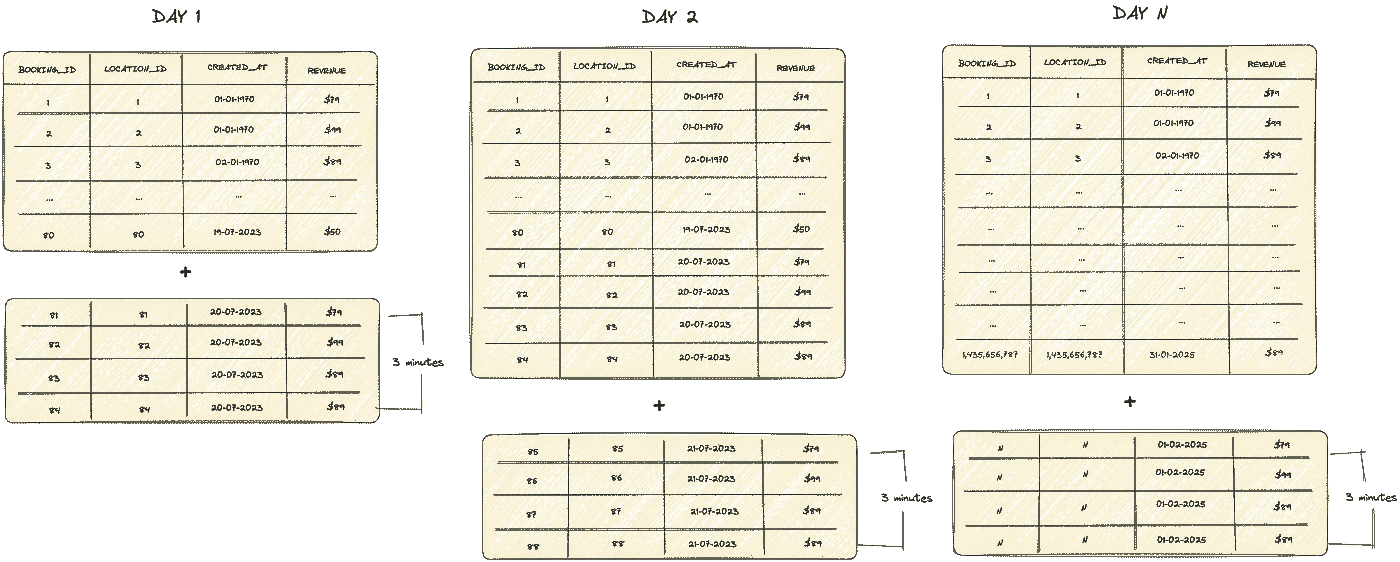 DAY 1
BOOKING_ID LOCATION_ID CREATED_AT REVENUE
1 1 01-01-1970 $79
2 2 01-01-1970 $99
3 3 02-01-1970 $89
... ... ... ...
80 80 19-07-2023 $50
+
81 81 20-07-2023 $79
82 82 20-07-2023 $99
83 83 20-07-2023 $89
84 84 20-07-2023 $89
3 minutes
DAY 2
BOOKING_ID LOCATION_ID CREATED_AT REVENUE
1 1 01-01-1970 $79
2 2 01-01-1970 $99
3 3 02-01-1970 $89
... ... ... ...
80 80 19-07-2023 $50
81 81 20-07-2023 $79
82 82 20-07-2023 $99
83 83 20-07-2023 $89
84 84 20-07-2023 $89
+
85 85 21-07-2023 $79
86 86 21-07-2023 $99
87 87 21-07-2023 $89
88 88 21-07-2023 $89
3 minutes
DAY N
BOOKING_ID LOCATION_ID CREATED_AT REVENUE
1 1 01-01-1970 $79
2 2 01-01-1970 $99
3 3 02-01-1970 $89
... ... ... ...
... ... ... ...
... ... ... ...
... ... ... ...
... ... ... ...
1,435,656,787 1,435,656,787 31-01-2025 $89
+
N N 01-02-2025 $79
N N 01-02-2025 $99
N N 01-02-2025 $89
N N 01-02-2025 $89
3 minutes